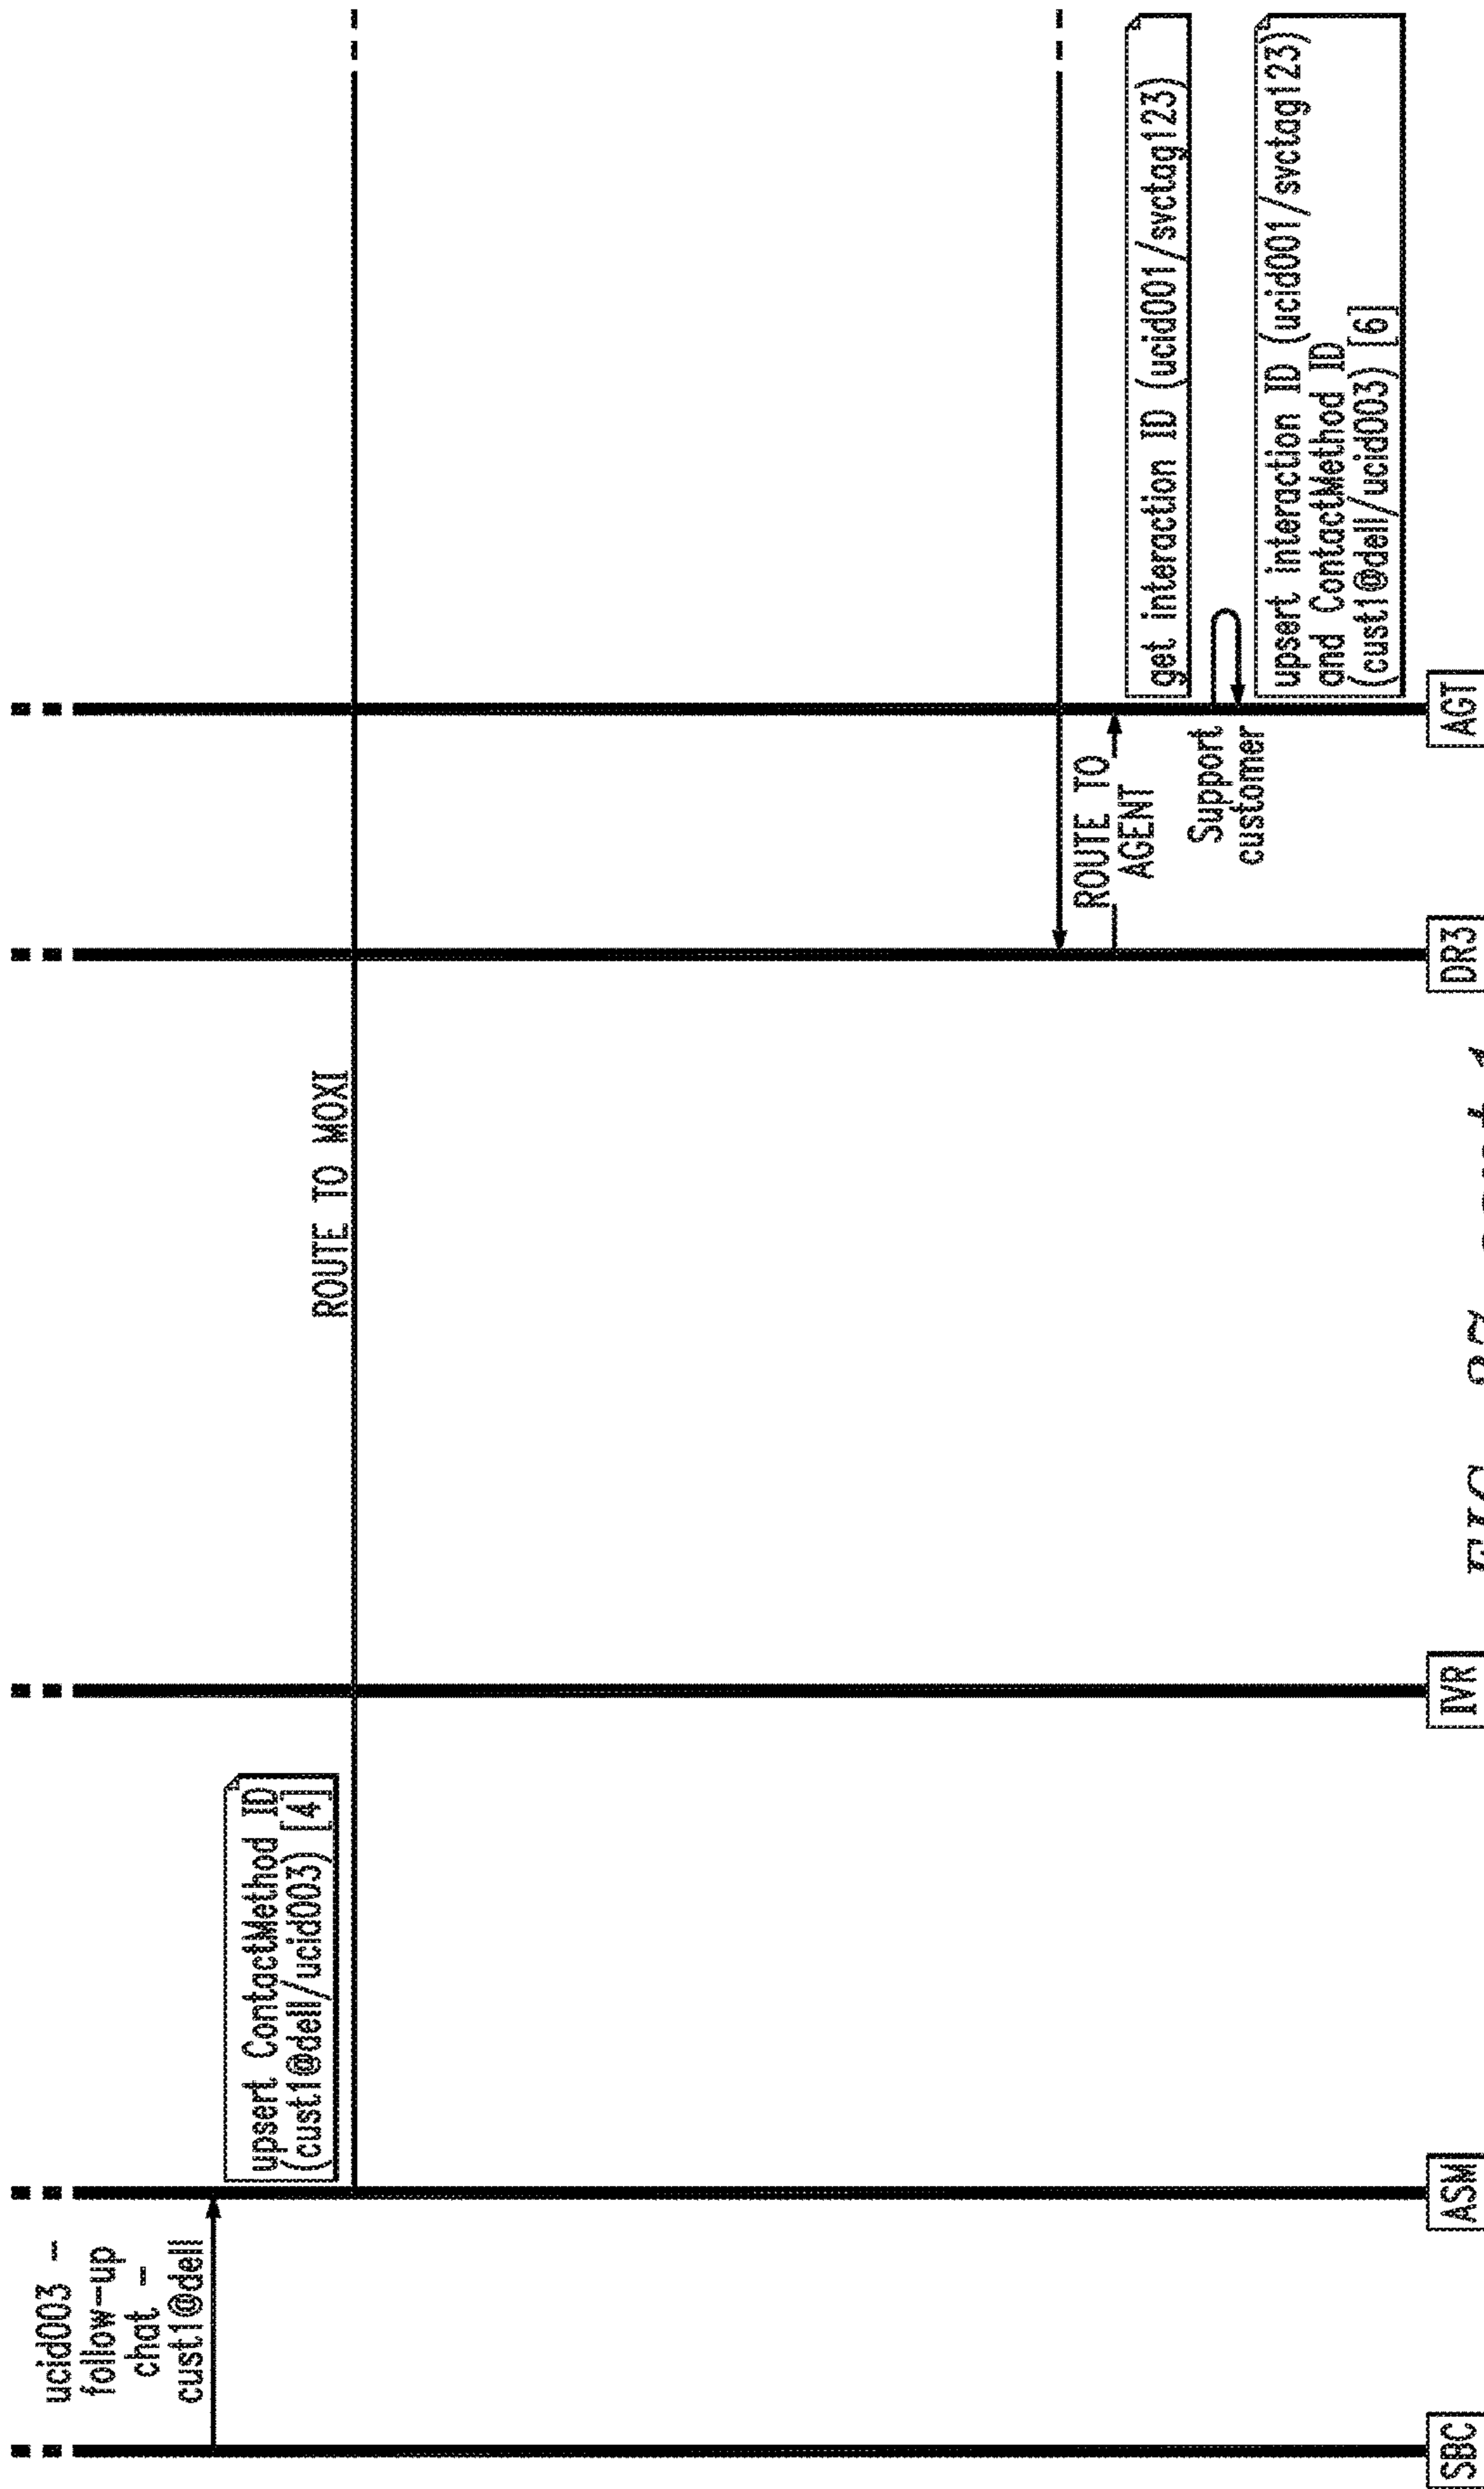 ucid003 -
follow-up
chat -
cust1@dell
upsert ContactMethod ID
(cust1@dell/ucid003) [4]
ROUTE TO MOXI
ROUTE TO
AGENT
get interaction ID (ucid001/svctag123)
Support
customer
upsert interaction ID (ucid001/svctag123)
and ContactMethod ID
(cust1@dell/ucid003) [6]
SBC
ASM
IVR
DR3
AGT